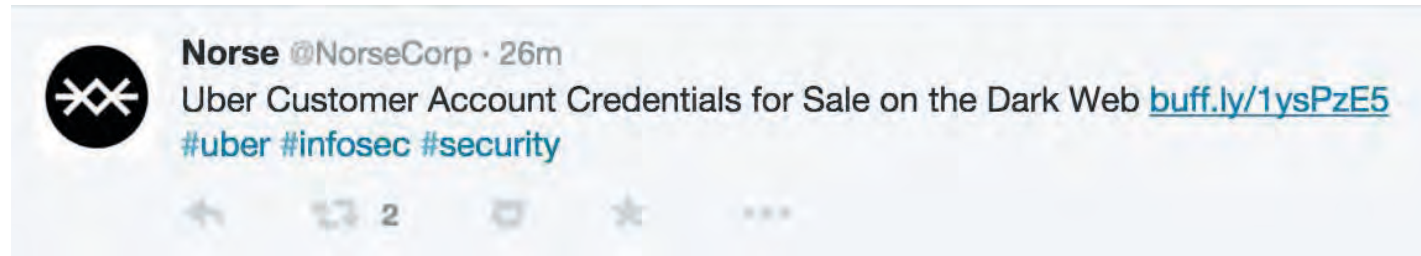 Norse @NorseCorp · 26m
Uber Customer Account Credentials for Sale on the Dark Web buff.ly/1ysPzE5
#uber #infosec #security
2